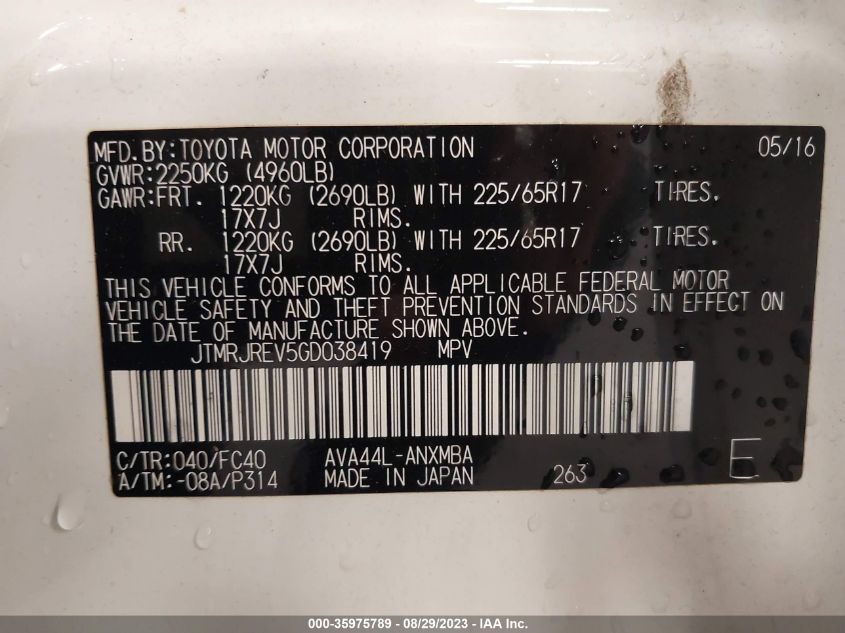 MFD.BY:TOYOTA MOTOR CORPORATION 05/16
GVWR:2250KG (4960LB)
GAWR:FRT. 1220KG (2690LB) WITH 225/65R17 TIRES.
17X7J RIMS.
RR. 1220KG (2690LB) WITH 225/65R17 TIRES.
17X7J RIMS.
THIS VEHICLE CONFORMS TO ALL APPLICABLE FEDERAL MOTOR
VEHICLE SAFETY AND THEFT PREVENTION STANDARDS IN EFFECT ON
THE DATE OF MANUFACTURE SHOWN ABOVE.
JTMRJREV5GD038419 MPV
C/TR:040/FC40 AVA44L-ANXMBA
A/TM:-08A/P314 MADE IN JAPAN 263 E
000-35975789 - 08/29/2023 - IAA Inc.